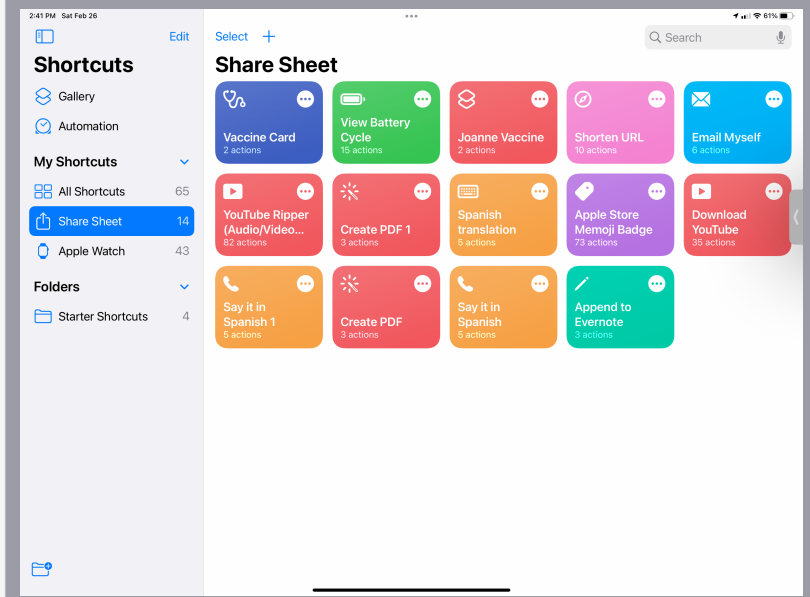 2:41 PM Sat Feb 26
61%
Edit
Shortcuts
Gallery
Automation
My Shortcuts
All Shortcuts 65
Share Sheet 14
Apple Watch 43
Folders
Starter Shortcuts 4
Select
Search
Share Sheet
Vaccine Card
2 actions
View Battery
Cycle
15 actions
Joanne Vaccine
2 actions
Shorten URL
10 actions
Email Myself
6 actions
YouTube Ripper
(Audio/Video...
82 actions
Create PDF 1
3 actions
Spanish
translation
5 actions
Apple Store
Memoji Badge
73 actions
Download
YouTube
35 actions
Say it in
Spanish 1
5 actions
Create PDF
3 actions
Say it in
Spanish
5 actions
Append to
Evernote
3 actions